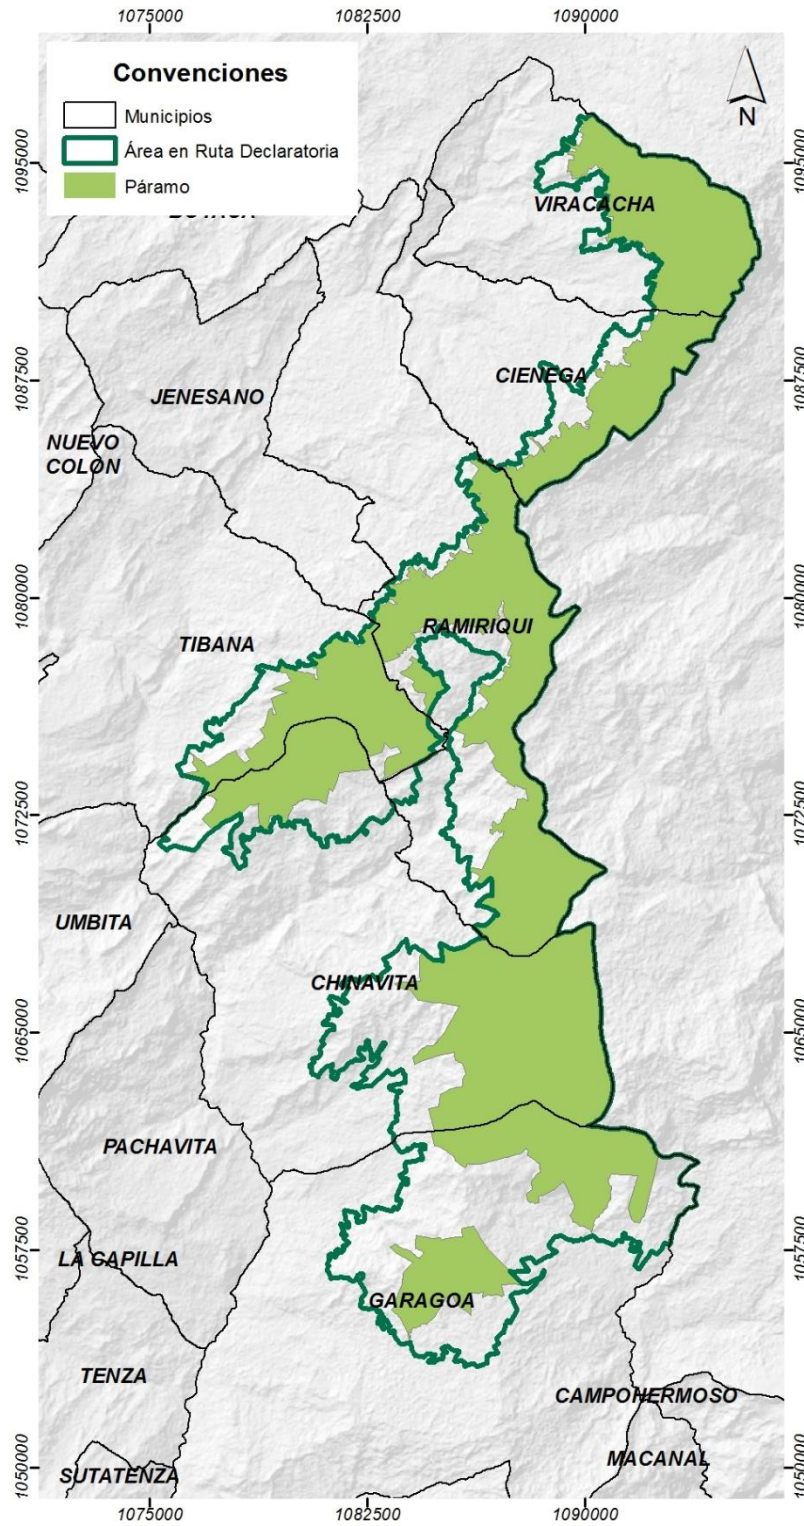 1075000
1082500
1090000
Convenciones
Municipios
Área en Ruta Declaratoria
Páramo
N
1095000
1095000
VIRACACHA
1087500
1087500
CIENEGA
JENESANO
NUEVO
COLON
1080000
1080000
RAMIRIQUI
TIBANA
1072500
1072500
UMBITA
CHINAVITA
1065000
1065000
PACHAVITA
LA CAPILLA
1057500
1057500
GARAGOA
TENZA
CAMPOHERMOSO
MACANAL
SUTATENZA
1050000
1050000
1075000
1082500
1090000